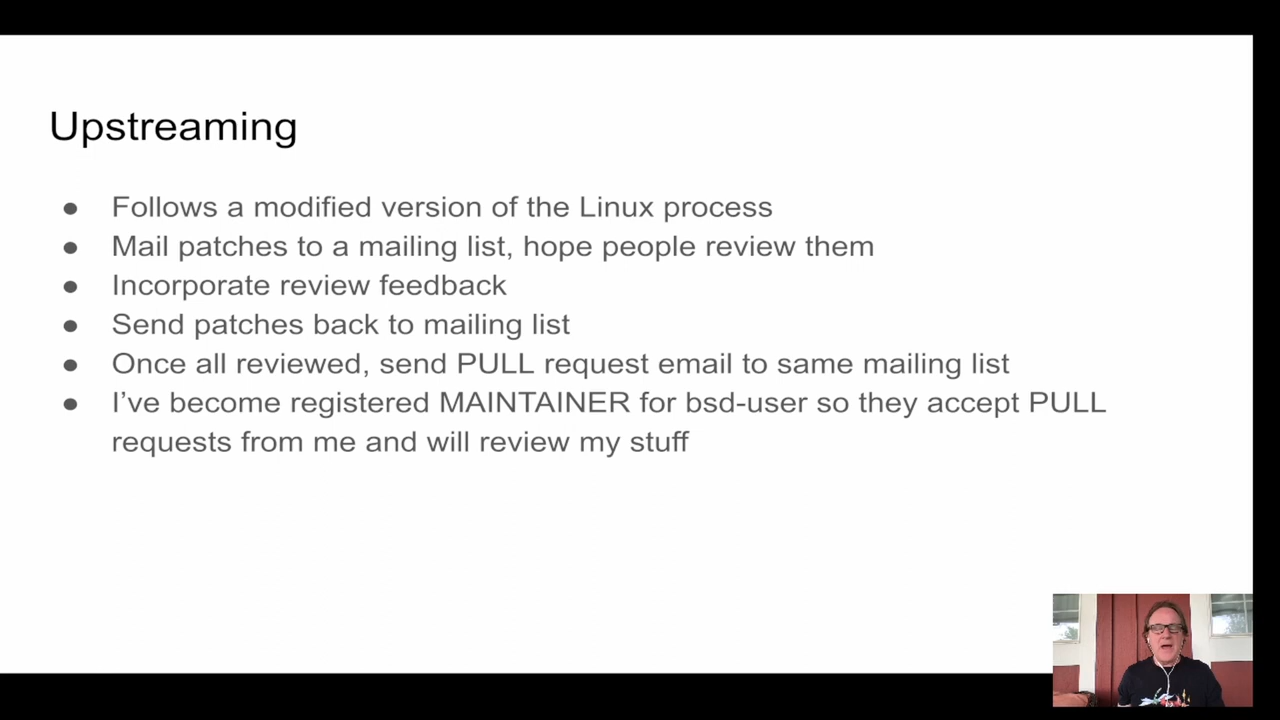 Upstreaming
● Follows a modified version of the Linux process
● Mail patches to a mailing list, hope people review them
● Incorporate review feedback
● Send patches back to mailing list
● Once all reviewed, send PULL request email to same mailing list
● I’ve become registered MAINTAINER for bsd-user so they accept PULL
requests from me and will review my stuff